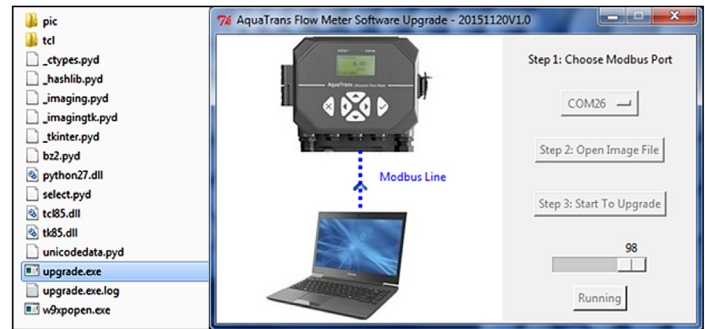 pic
tcl
_ctypes.pyd
_hashlib.pyd
_imaging.pyd
_imagingtk.pyd
_tkinter.pyd
bz2.pyd
python27.dll
select.pyd
tcl85.dll
tk85.dll
unicodedata.pyd
upgrade.exe
upgrade.exe.log
w9xpopen.exe
AquaTrans Flow Meter Software Upgrade - 20151120V1.0
AquaTrans
Modbus Line
Step 1: Choose Modbus Port
COM26
Step 2: Open Image File
Step 3: Start To Upgrade
98
Running